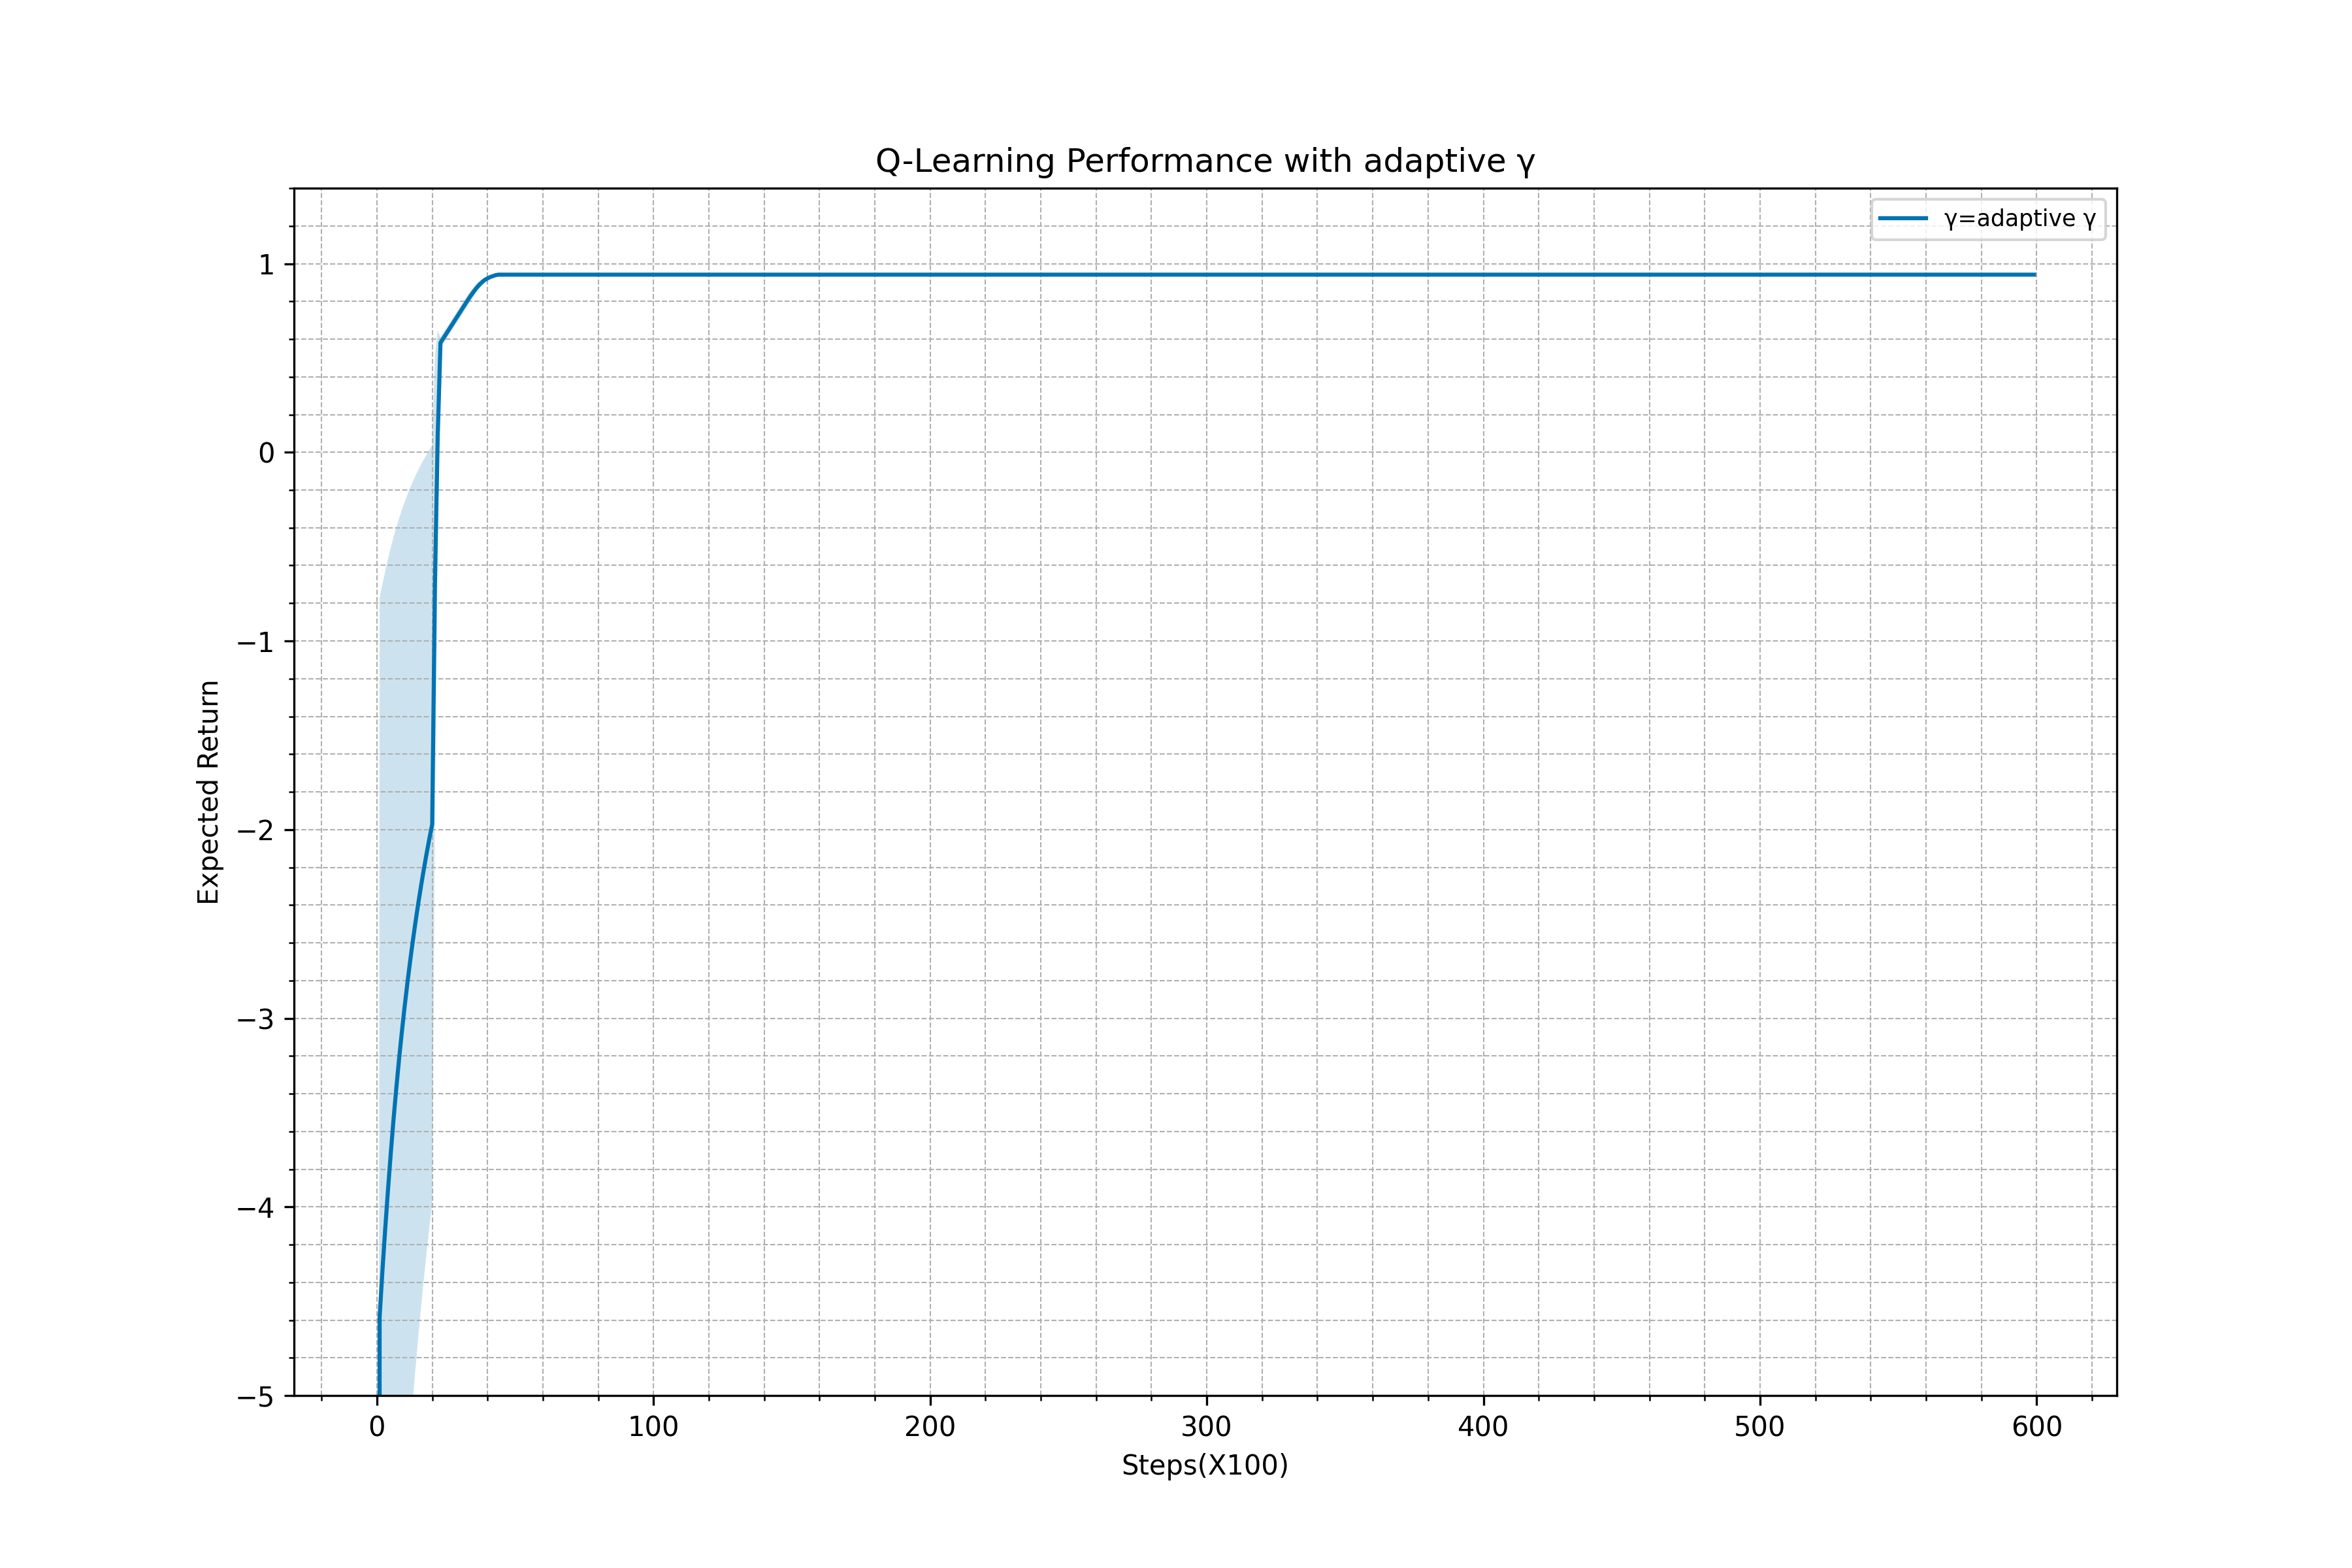 Q-Learning Performance with adaptive γ
γ=adaptive γ
1
0
−1
−2
−3
−4
−5
Expected Return
0 100 200 300 400 500 600
Steps(X100)